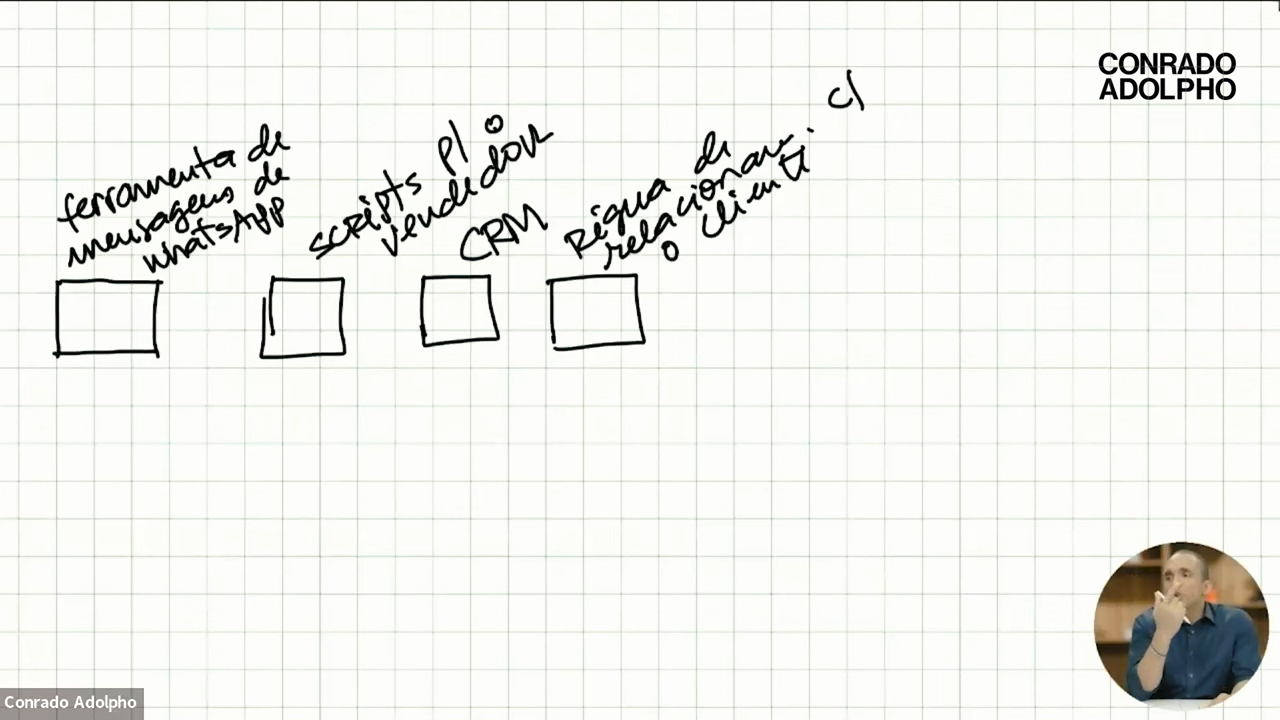 CONRADO
ADOLPHO
ferramenta de
mensagens de
whatsApp
scripts p/ o
vendedor
CRM
Régua de
relacionam. c/
o cliente
Conrado Adolpho